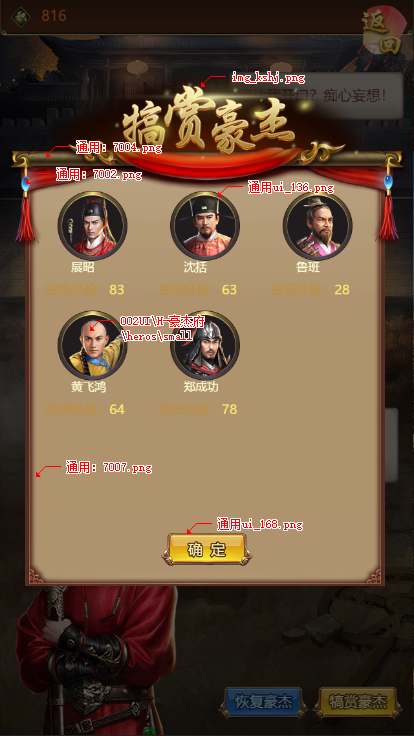 816
返回
img_kshj.png
开口？痴心妄想！
犒赏豪杰
通用：7004.png
通用：7002.png
通用ui_136.png
展昭
沈括
鲁班
83
63
28
002UI\H-豪杰府
\heros\small
黄飞鸿
郑成功
64
78
通用：7007.png
通用ui_168.png
确定
恢复豪杰
犒赏豪杰